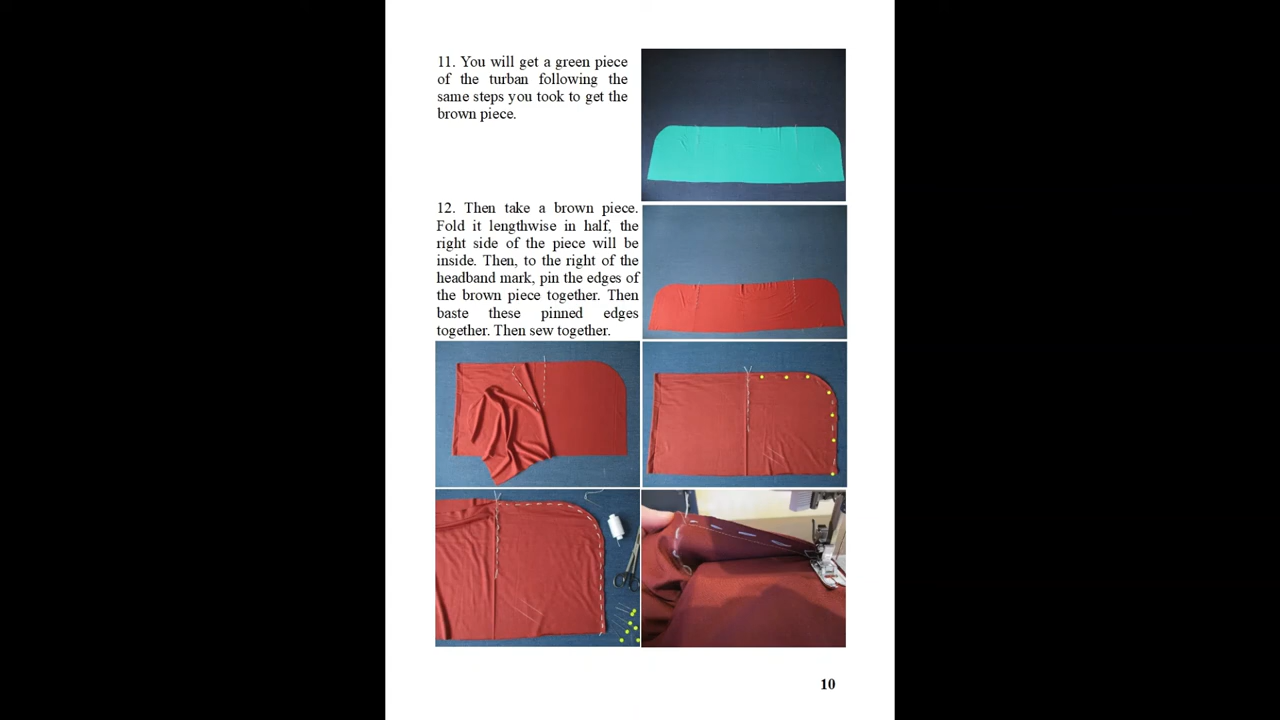 11. You will get a green piece
of the turban following the
same steps you took to get the
brown piece.
12. Then take a brown piece.
Fold it lengthwise in half, the
right side of the piece will be
inside. Then, to the right of the
headband mark, pin the edges of
the brown piece together. Then
baste these pinned edges
together. Then sew together.
10